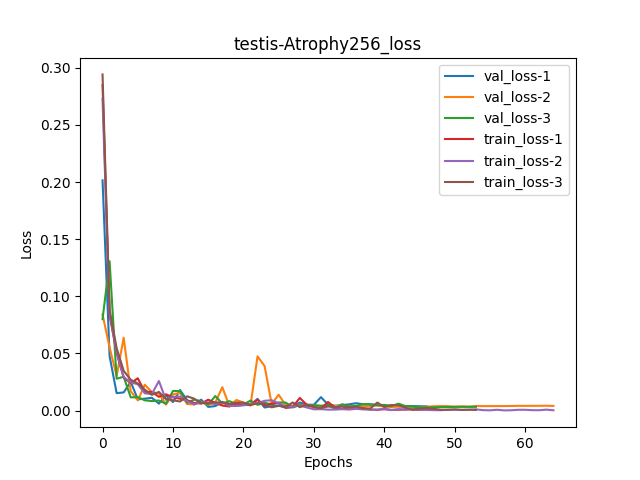 testis-Atrophy256_loss
0.30
0.25
0.20
0.15
0.10
0.05
0.00
Loss
val_loss-1
val_loss-2
val_loss-3
train_loss-1
train_loss-2
train_loss-3
0 10 20 30 40 50 60
Epochs